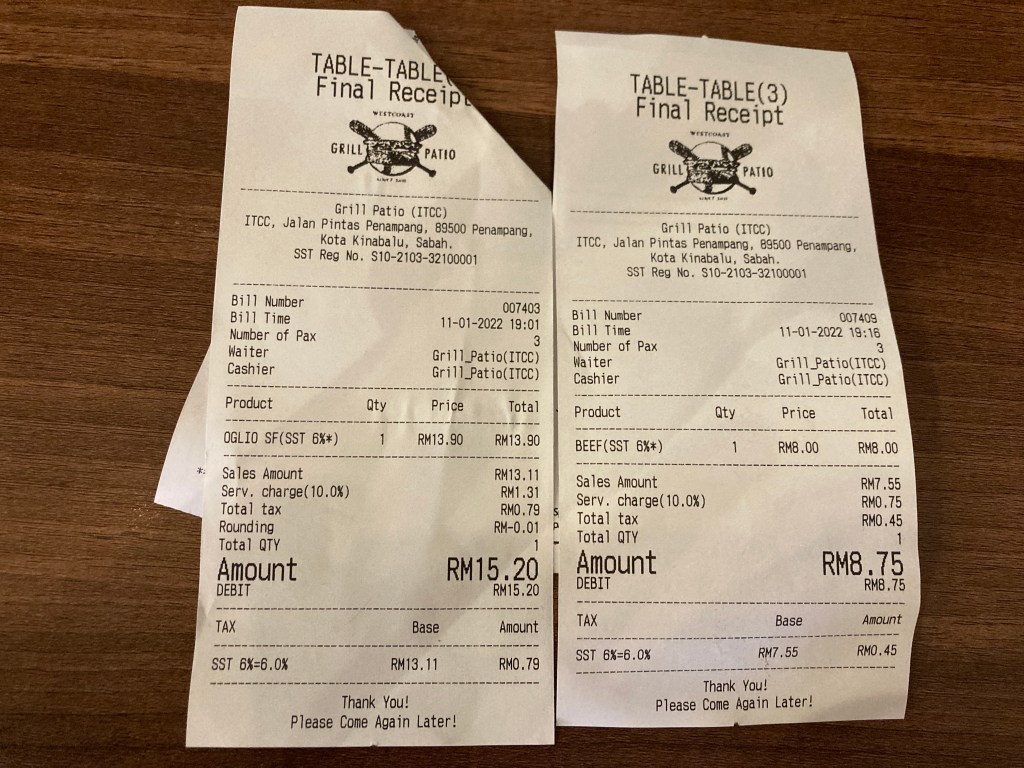 TABLE-TABLE(
Final Receipt
WESTCOAST
GRILL PATIO
Grill Patio (ITCC)
ITCC, Jalan Pintas Penampang, 89500 Penampang,
Kota Kinabalu, Sabah.
SST Reg No. S10-2103-32100001
Bill Number 007403
Bill Time 11-01-2022 19:01
Number of Pax 3
Waiter Grill_Patio(ITCC)
Cashier Grill_Patio(ITCC)
Product Qty Price Total
OGLIO SF(SST 6%*) 1 RM13.90 RM13.90
Sales Amount RM13.11
Serv. charge(10.0%) RM1.31
Total tax RM0.79
Rounding RM-0.01
Total QTY 1
Amount RM15.20
DEBIT RM15.20
TAX Base Amount
SST 6%=6.0% RM13.11 RM0.79
Thank You!
Please Come Again Later!
TABLE-TABLE(3)
Final Receipt
WESTCOAST
GRILL PATIO
Grill Patio (ITCC)
ITCC, Jalan Pintas Penampang, 89500 Penampang,
Kota Kinabalu, Sabah.
SST Reg No. S10-2103-32100001
Bill Number 007409
Bill Time 11-01-2022 19:16
Number of Pax 3
Waiter Grill_Patio(ITCC)
Cashier Grill_Patio(ITCC)
Product Qty Price Total
BEEF(SST 6%*) 1 RM8.00 RM8.00
Sales Amount RM7.55
Serv. charge(10.0%) RM0.75
Total tax RM0.45
Total QTY 1
Amount RM8.75
DEBIT RM8.75
TAX Base Amount
SST 6%=6.0% RM7.55 RM0.45
Thank You!
Please Come Again Later!